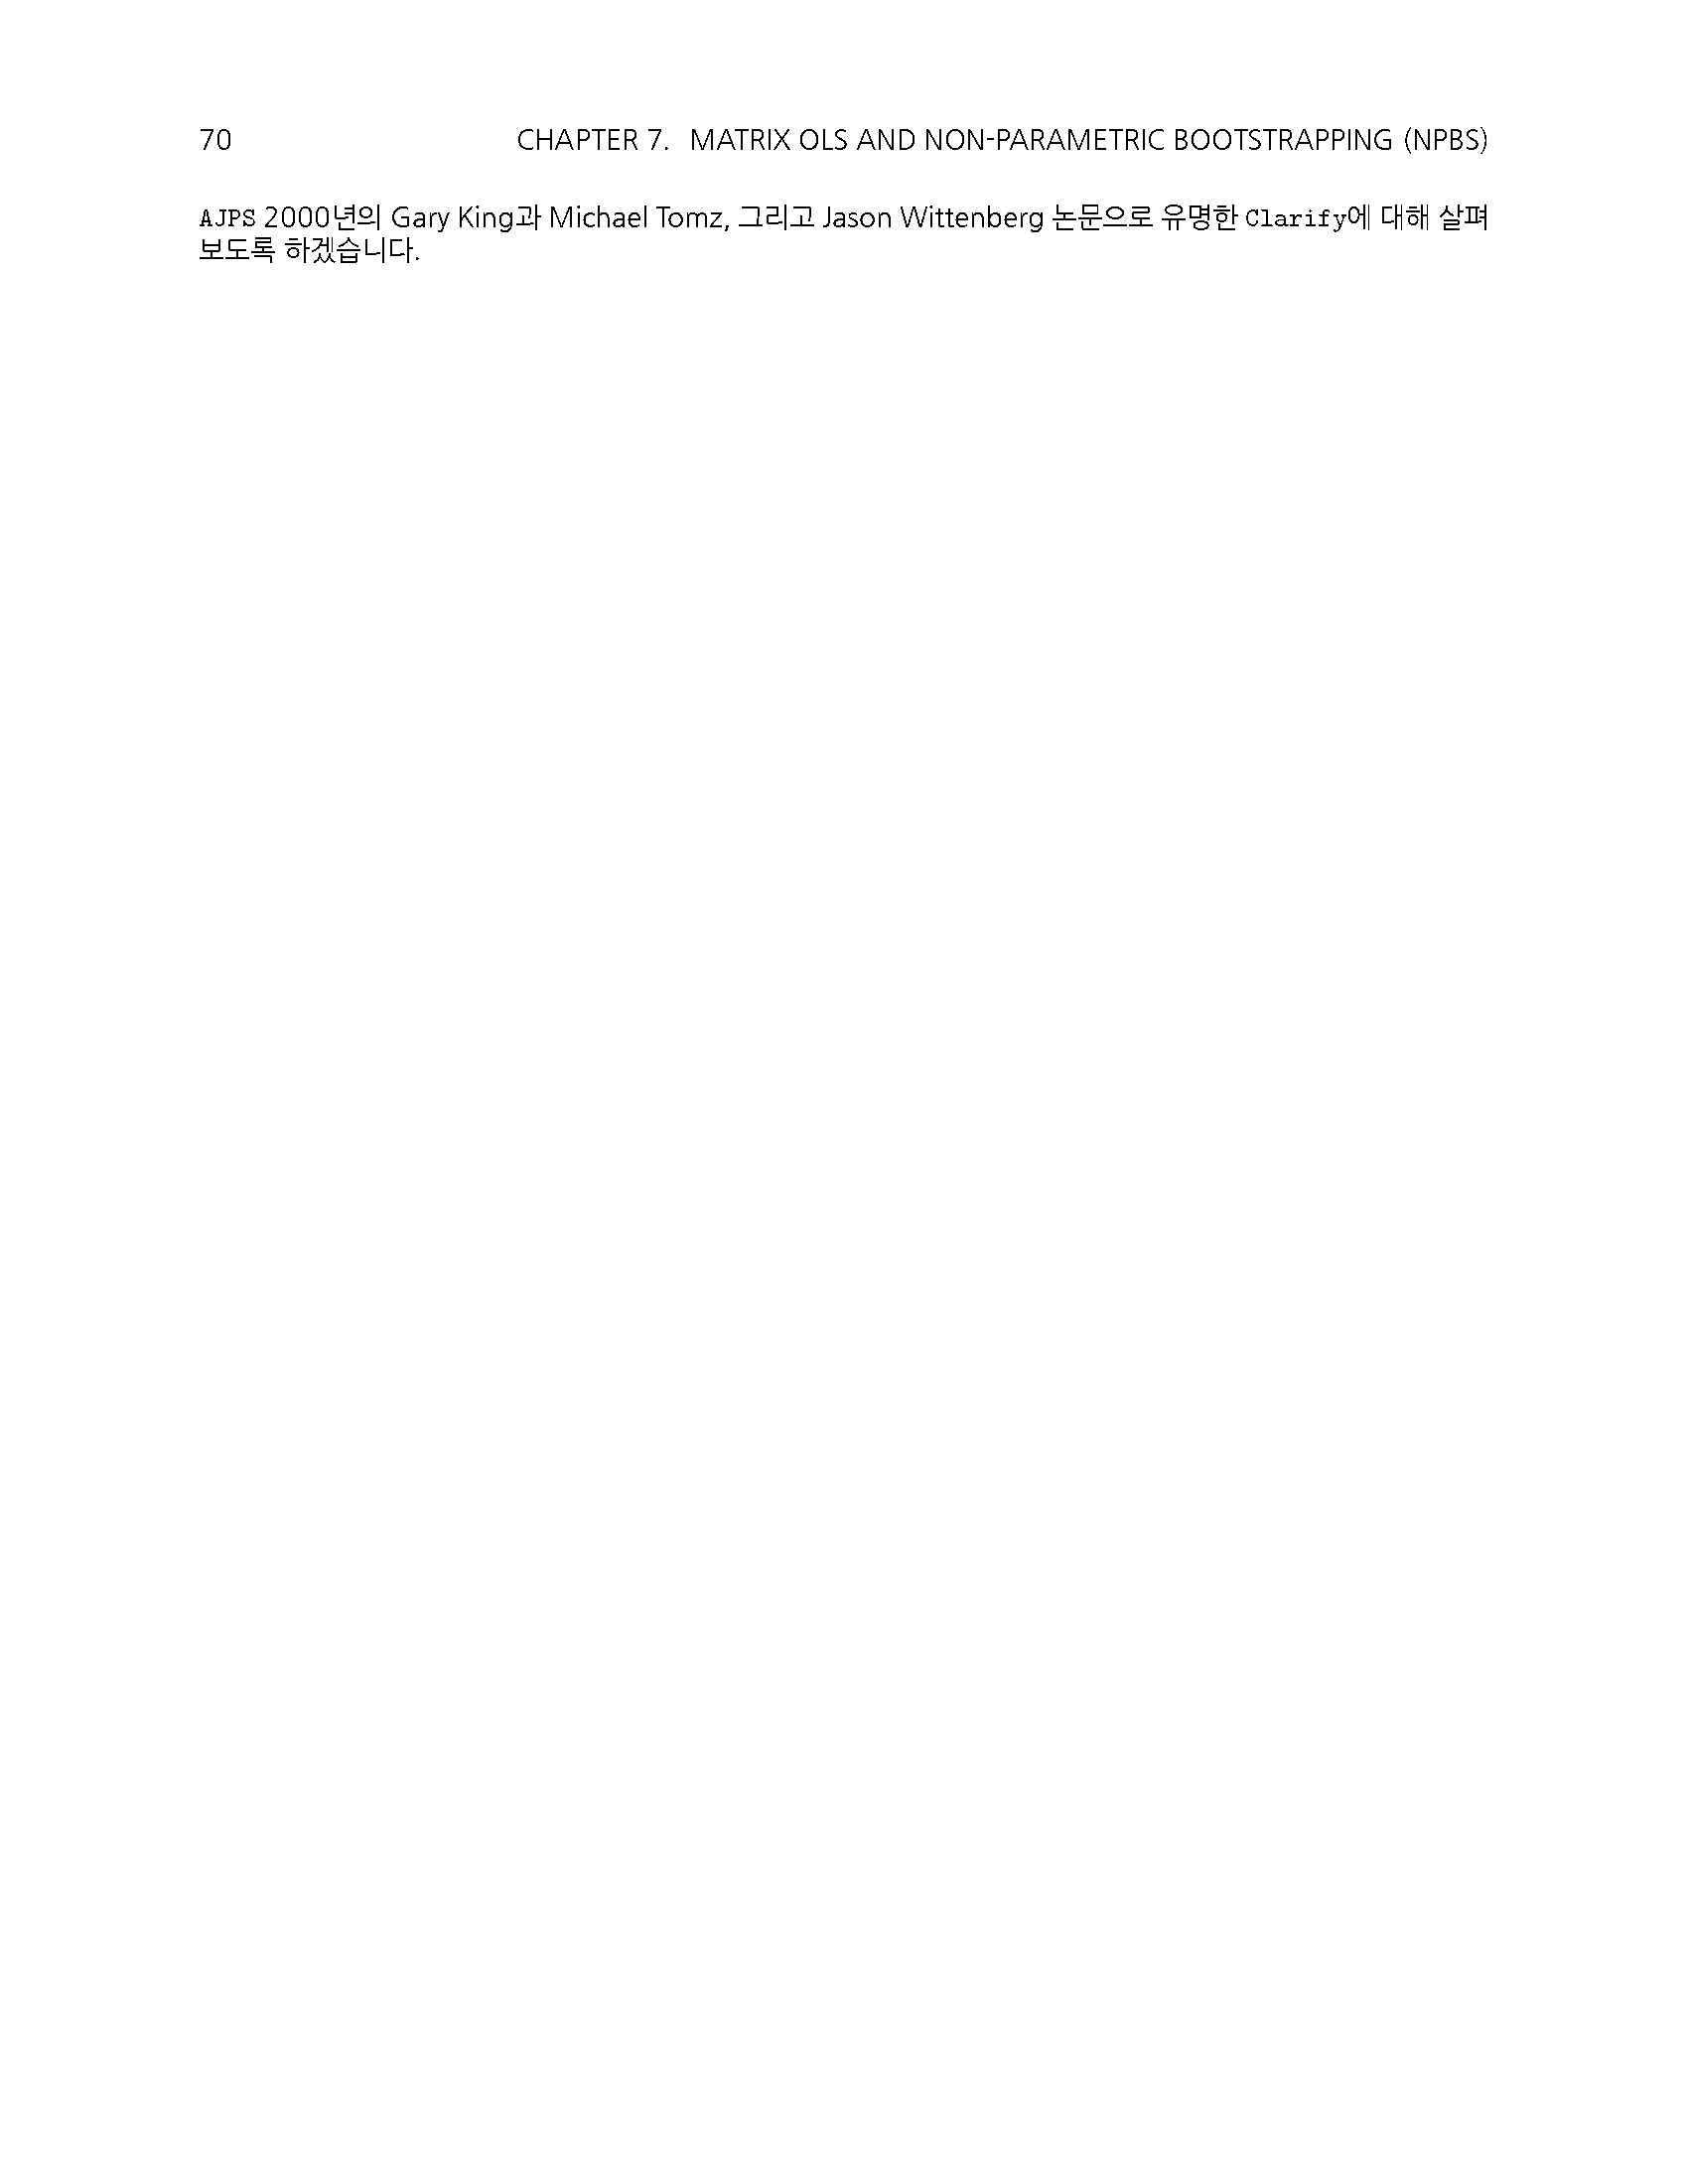 70 CHAPTER 7. MATRIX OLS AND NON-PARAMETRIC BOOTSTRAPPING (NPBS)
AJPS 2000년의 Gary King과 Michael Tomz, 그리고 Jason Wittenberg 논문으로 유명한 Clarify에 대해 살펴
보도록 하겠습니다.